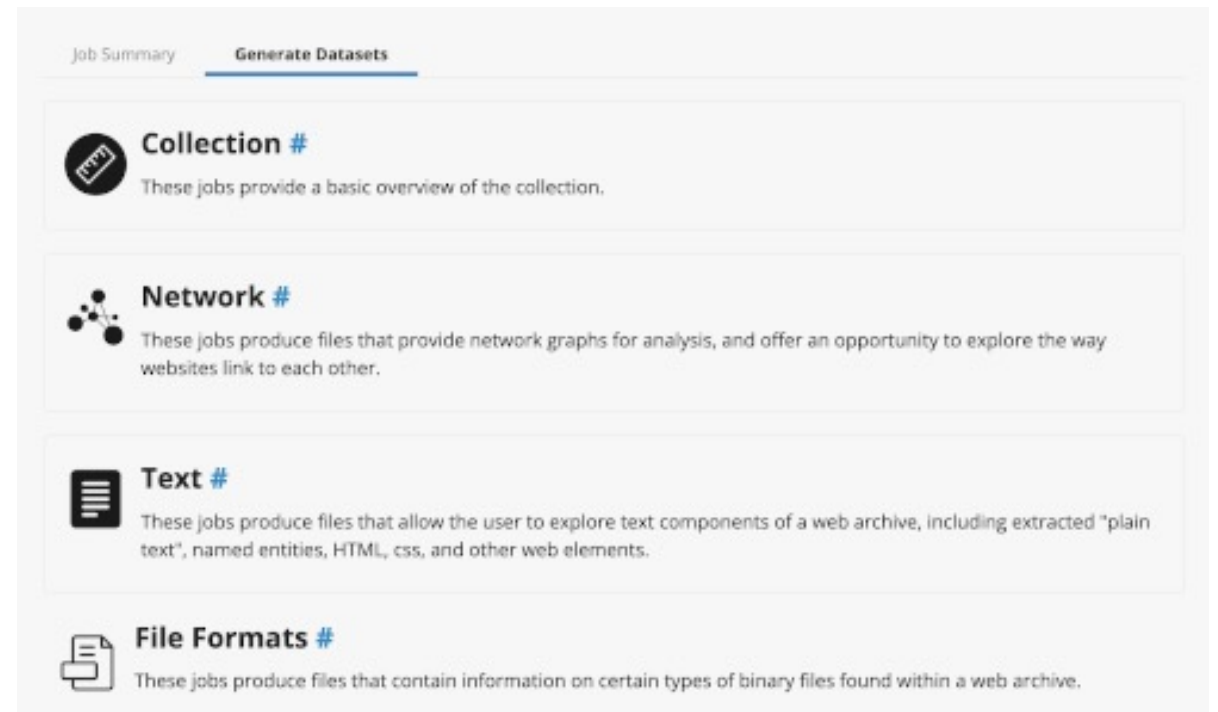 Job Summary Generate Datasets
Collection #
These jobs provide a basic overview of the collection.
Network #
These jobs produce files that provide network graphs for analysis, and offer an opportunity to explore the way
websites link to each other.
Text #
These jobs produce files that allow the user to explore text components of a web archive, including extracted "plain
text", named entities, HTML, css, and other web elements.
File Formats #
These jobs produce files that contain information on certain types of binary files found within a web archive.